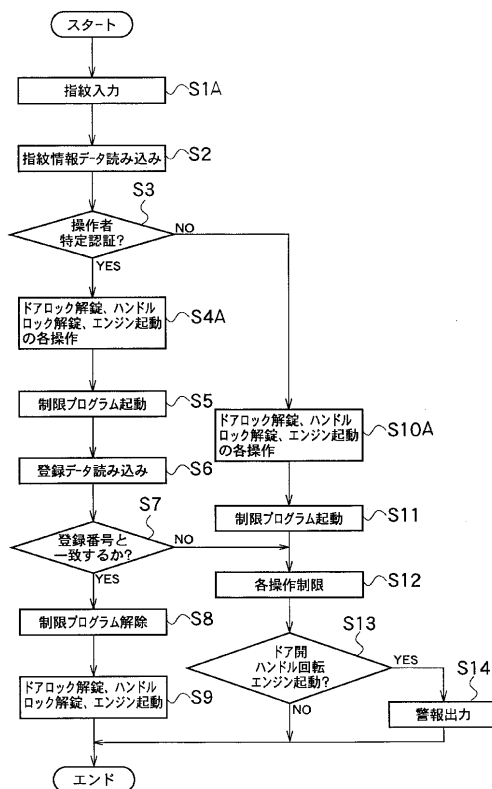 スタート
指紋入力
S1A
指紋情報データ読み込み
S2
S3
操作者
特定認証?
NO
YES
ドアロック解錠、ハンドル
ロック解錠、エンジン起動
の各操作
S4A
制限プログラム起動
S5
登録データ読み込み
S6
S7
登録番号と
一致するか?
NO
YES
制限プログラム解除
S8
ドアロック解錠、ハンドル
ロック解錠、エンジン起動
S9
ドアロック解錠、ハンドル
ロック解錠、エンジン起動
の各操作
S10A
制限プログラム起動
S11
各操作制限
S12
S13
ドア開
ハンドル回転
エンジン起動?
YES
NO
S14
警報出力
エンド